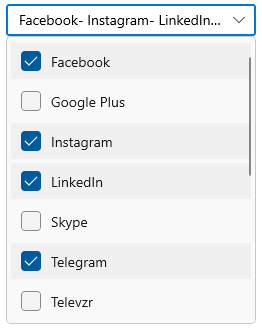 Facebook- Instagram- LinkedIn...
Facebook
Google Plus
Instagram
LinkedIn
Skype
Telegram
Televzr